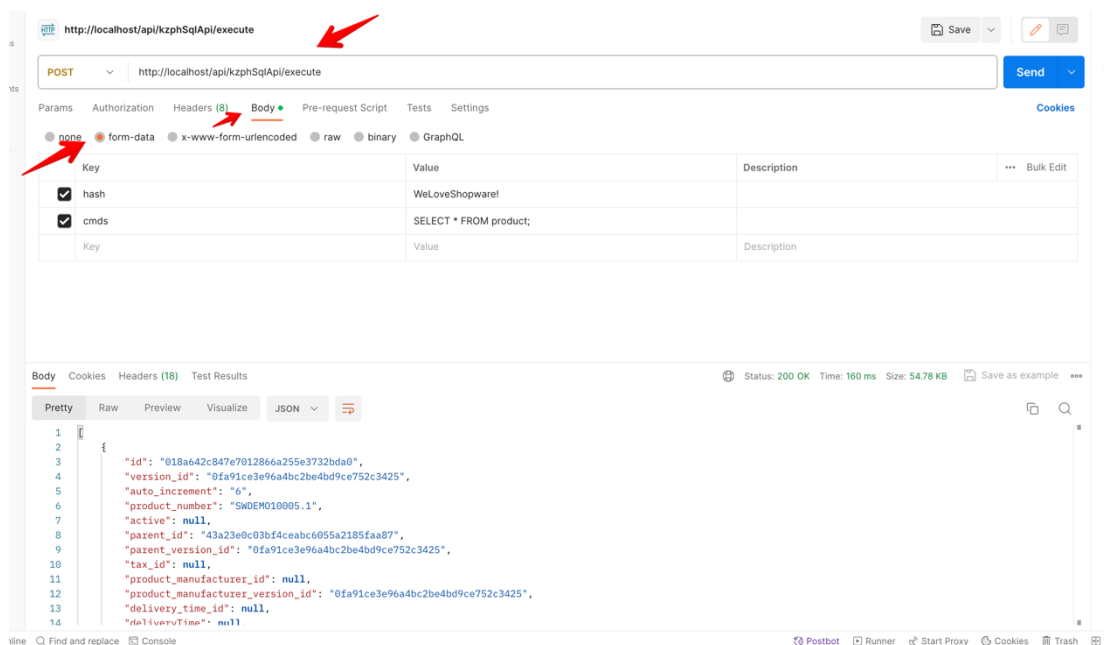 HTTP http://localhost/api/kzphSqlApi/execute
Save
POST http://localhost/api/kzphSqlApi/execute
Send
Params Authorization Headers (8) Body Pre-request Script Tests Settings
Cookies
none form-data x-www-form-urlencoded raw binary GraphQL
Key Value Description ••• Bulk Edit
hash WeLoveShopware!
cmds SELECT * FROM product;
Key Value Description
Body Cookies Headers (18) Test Results
Status: 200 OK Time: 160 ms Size: 54.78 KB Save as example
Pretty Raw Preview Visualize JSON
1 [
2 {
3 "id": "018a642c847e7012866a255e3732bda0",
4 "version_id": "0fa91ce3e96a4bc2be4bd9ce752c3425",
5 "auto_increment": "6",
6 "product_number": "SWDEMO10005.1",
7 "active": null,
8 "parent_id": "43a23e0c03bf4ceabc6055a2185faa87",
9 "parent_version_id": "0fa91ce3e96a4bc2be4bd9ce752c3425",
10 "tax_id": null,
11 "product_manufacturer_id": null,
12 "product_manufacturer_version_id": "0fa91ce3e96a4bc2be4bd9ce752c3425",
13 "delivery_time_id": null,
14 "deliveryTime": null
Find and replace Console
Postbot Runner Start Proxy Cookies Trash